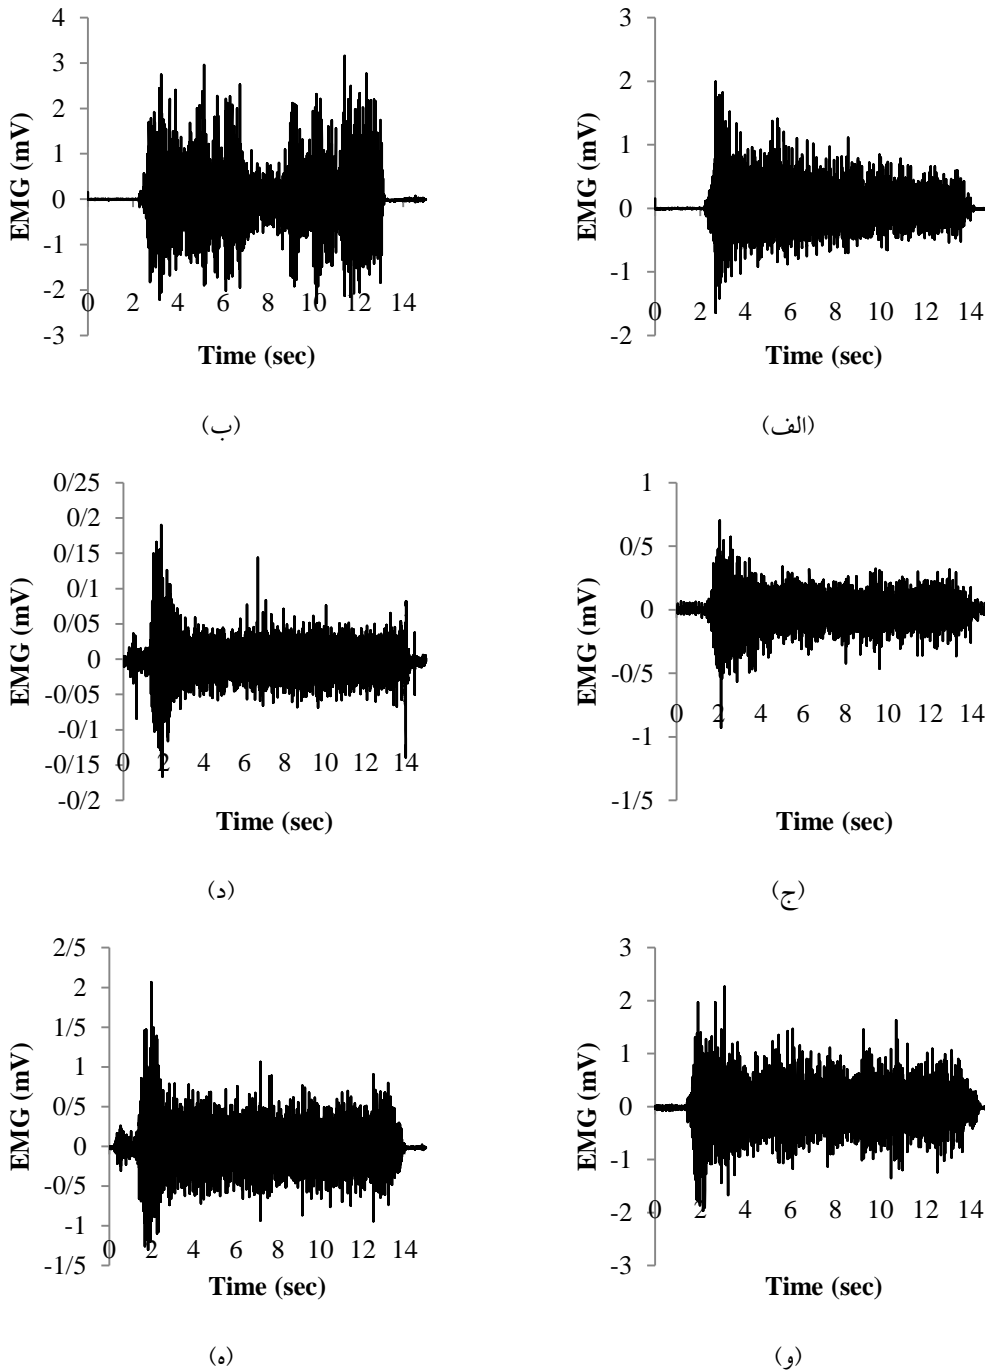 4
3
2
1
0
-1
-2
-3
EMG (mV)
0 2 4 6 8 10 12 14
Time (sec)
(ب)
3
2
1
0
-1
-2
EMG (mV)
0 2 4 6 8 10 12 14
Time (sec)
(الف)
0/25
0/2
0/15
0/1
0/05
0
-0/05
-0/1
-0/15
-0/2
EMG (mV)
0 2 4 6 8 10 12 14
Time (sec)
(د)
1
0/5
0
-0/5
-1
-1/5
EMG (mV)
0 2 4 6 8 10 12 14
Time (sec)
(ج)
2/5
2
1/5
1
0/5
0
-0/5
-1
-1/5
EMG (mV)
0 2 4 6 8 10 12 14
Time (sec)
(ه)
3
2
1
0
-1
-2
-3
EMG (mV)
0 2 4 6 8 10 12 14
Time (sec)
(و)